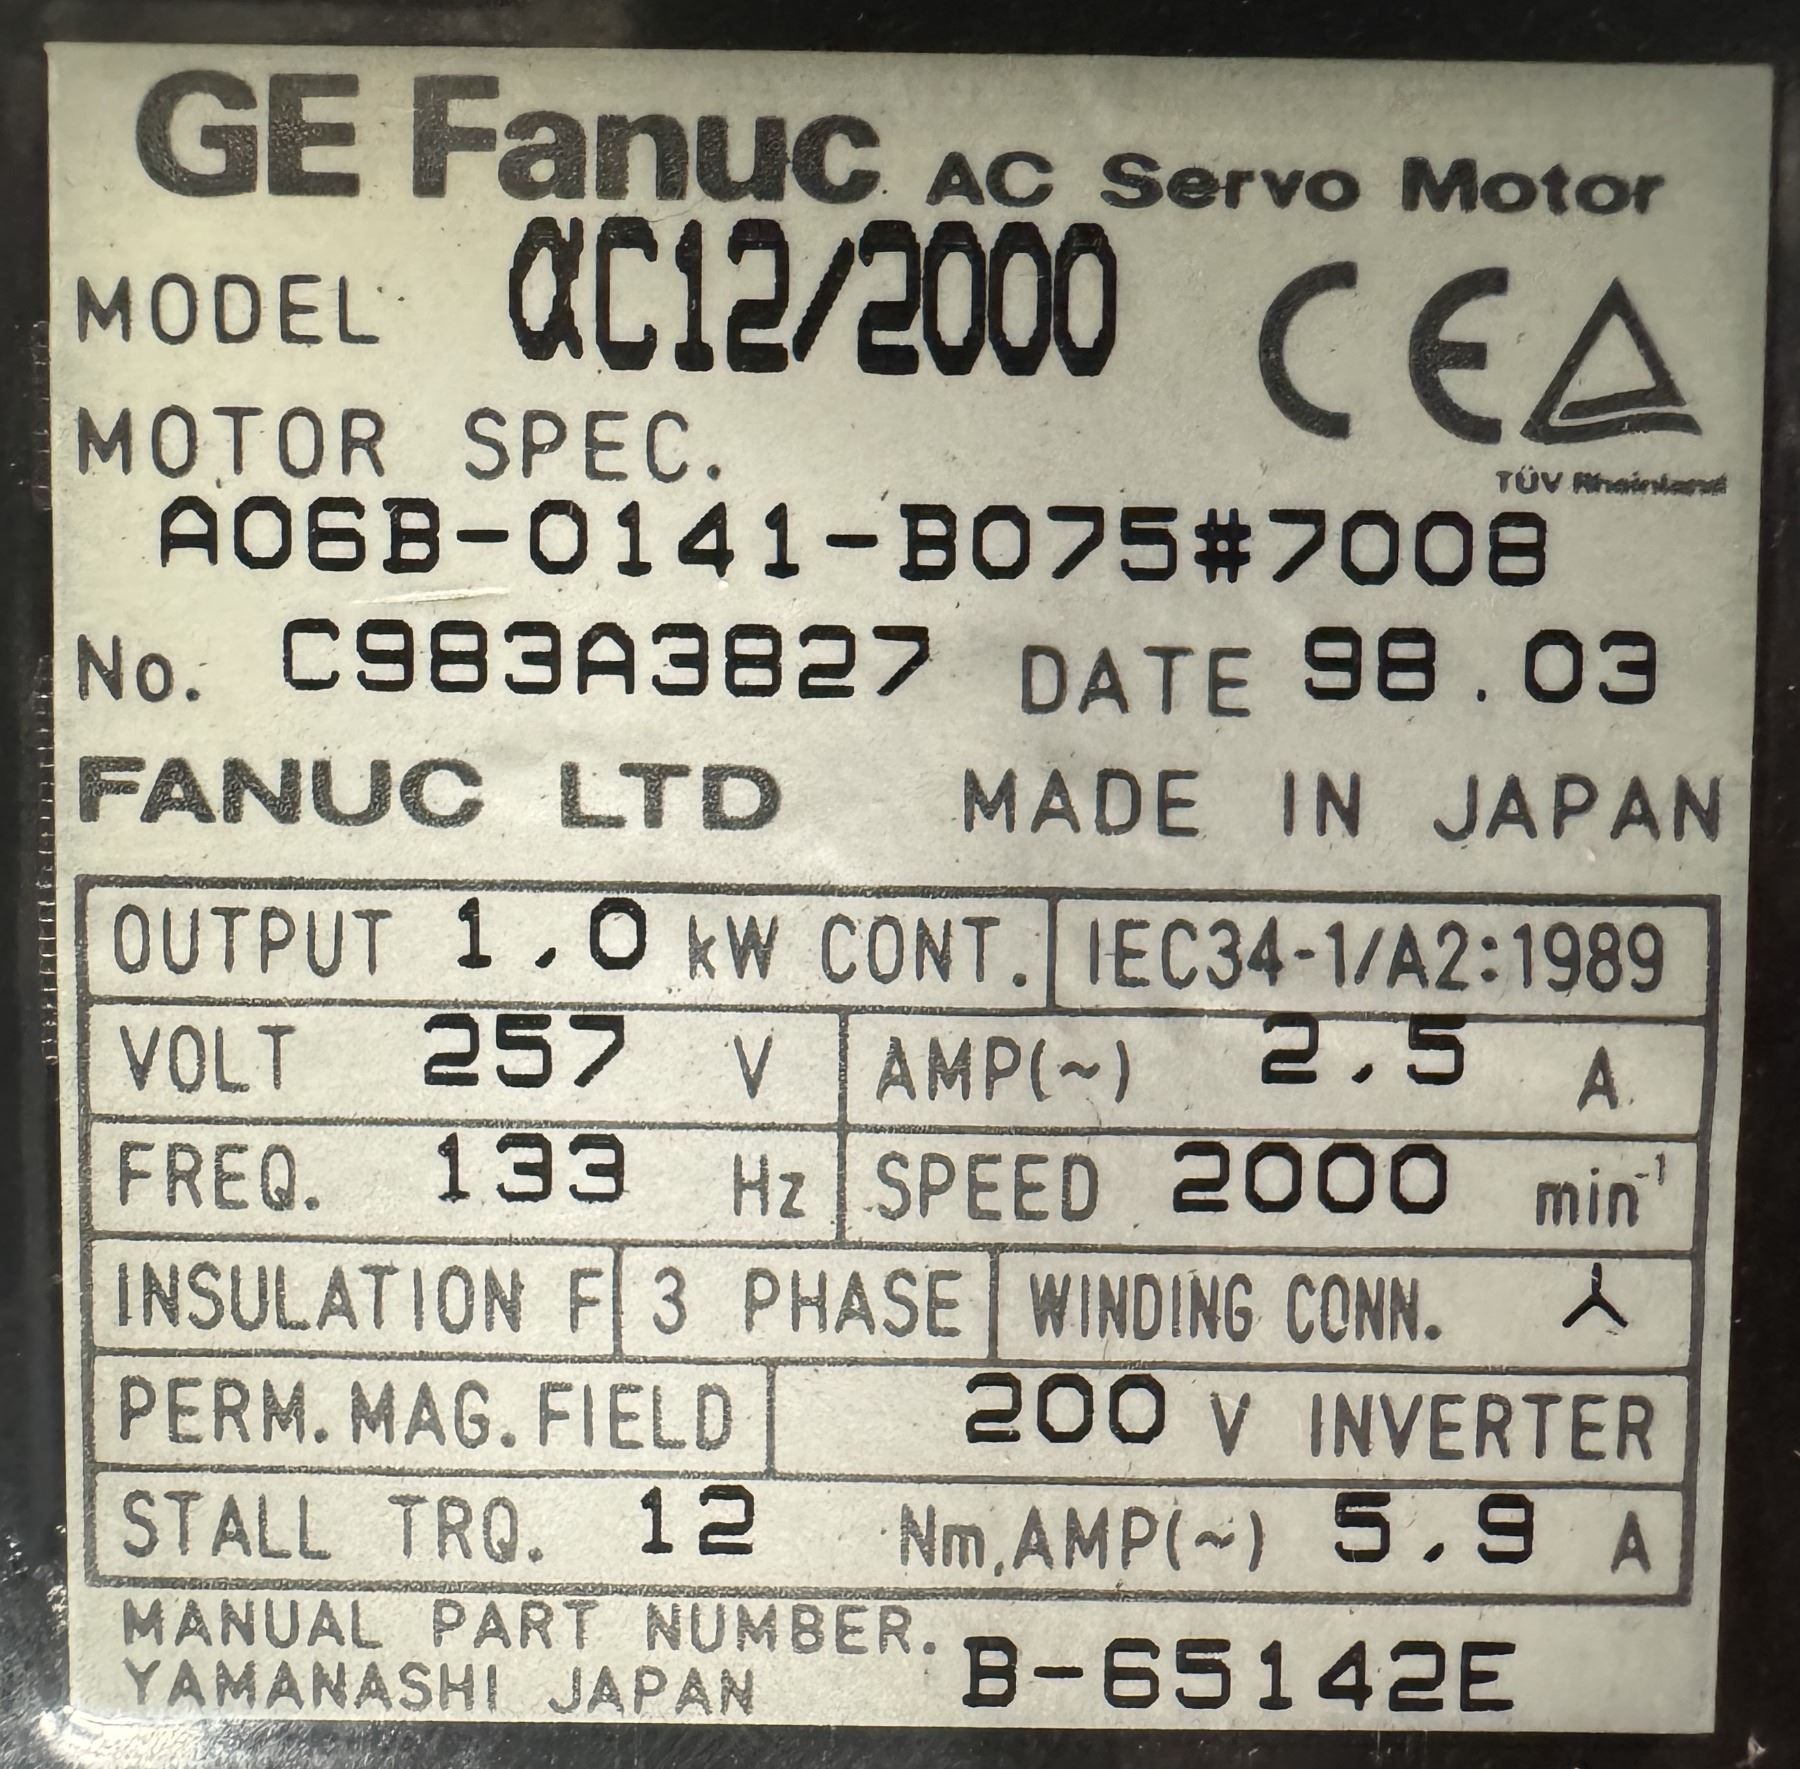 GE Fanuc AC Servo Motor
MODEL αC12/2000
CE
MOTOR SPEC.
TÜV Rheinland
A06B-0141-B075#7008
No. C983A3827 DATE 98.03
FANUC LTD MADE IN JAPAN
OUTPUT 1.0 kW CONT. IEC34-1/A2:1989
VOLT 257 V AMP(~) 2.5 A
FREQ. 133 Hz SPEED 2000 min⁻¹
INSULATION F 3 PHASE WINDING CONN.
PERM. MAG. FIELD 200 V INVERTER
STALL TRQ. 12 Nm, AMP(~) 5.9 A
MANUAL PART NUMBER. B-65142E
YAMANASHI JAPAN